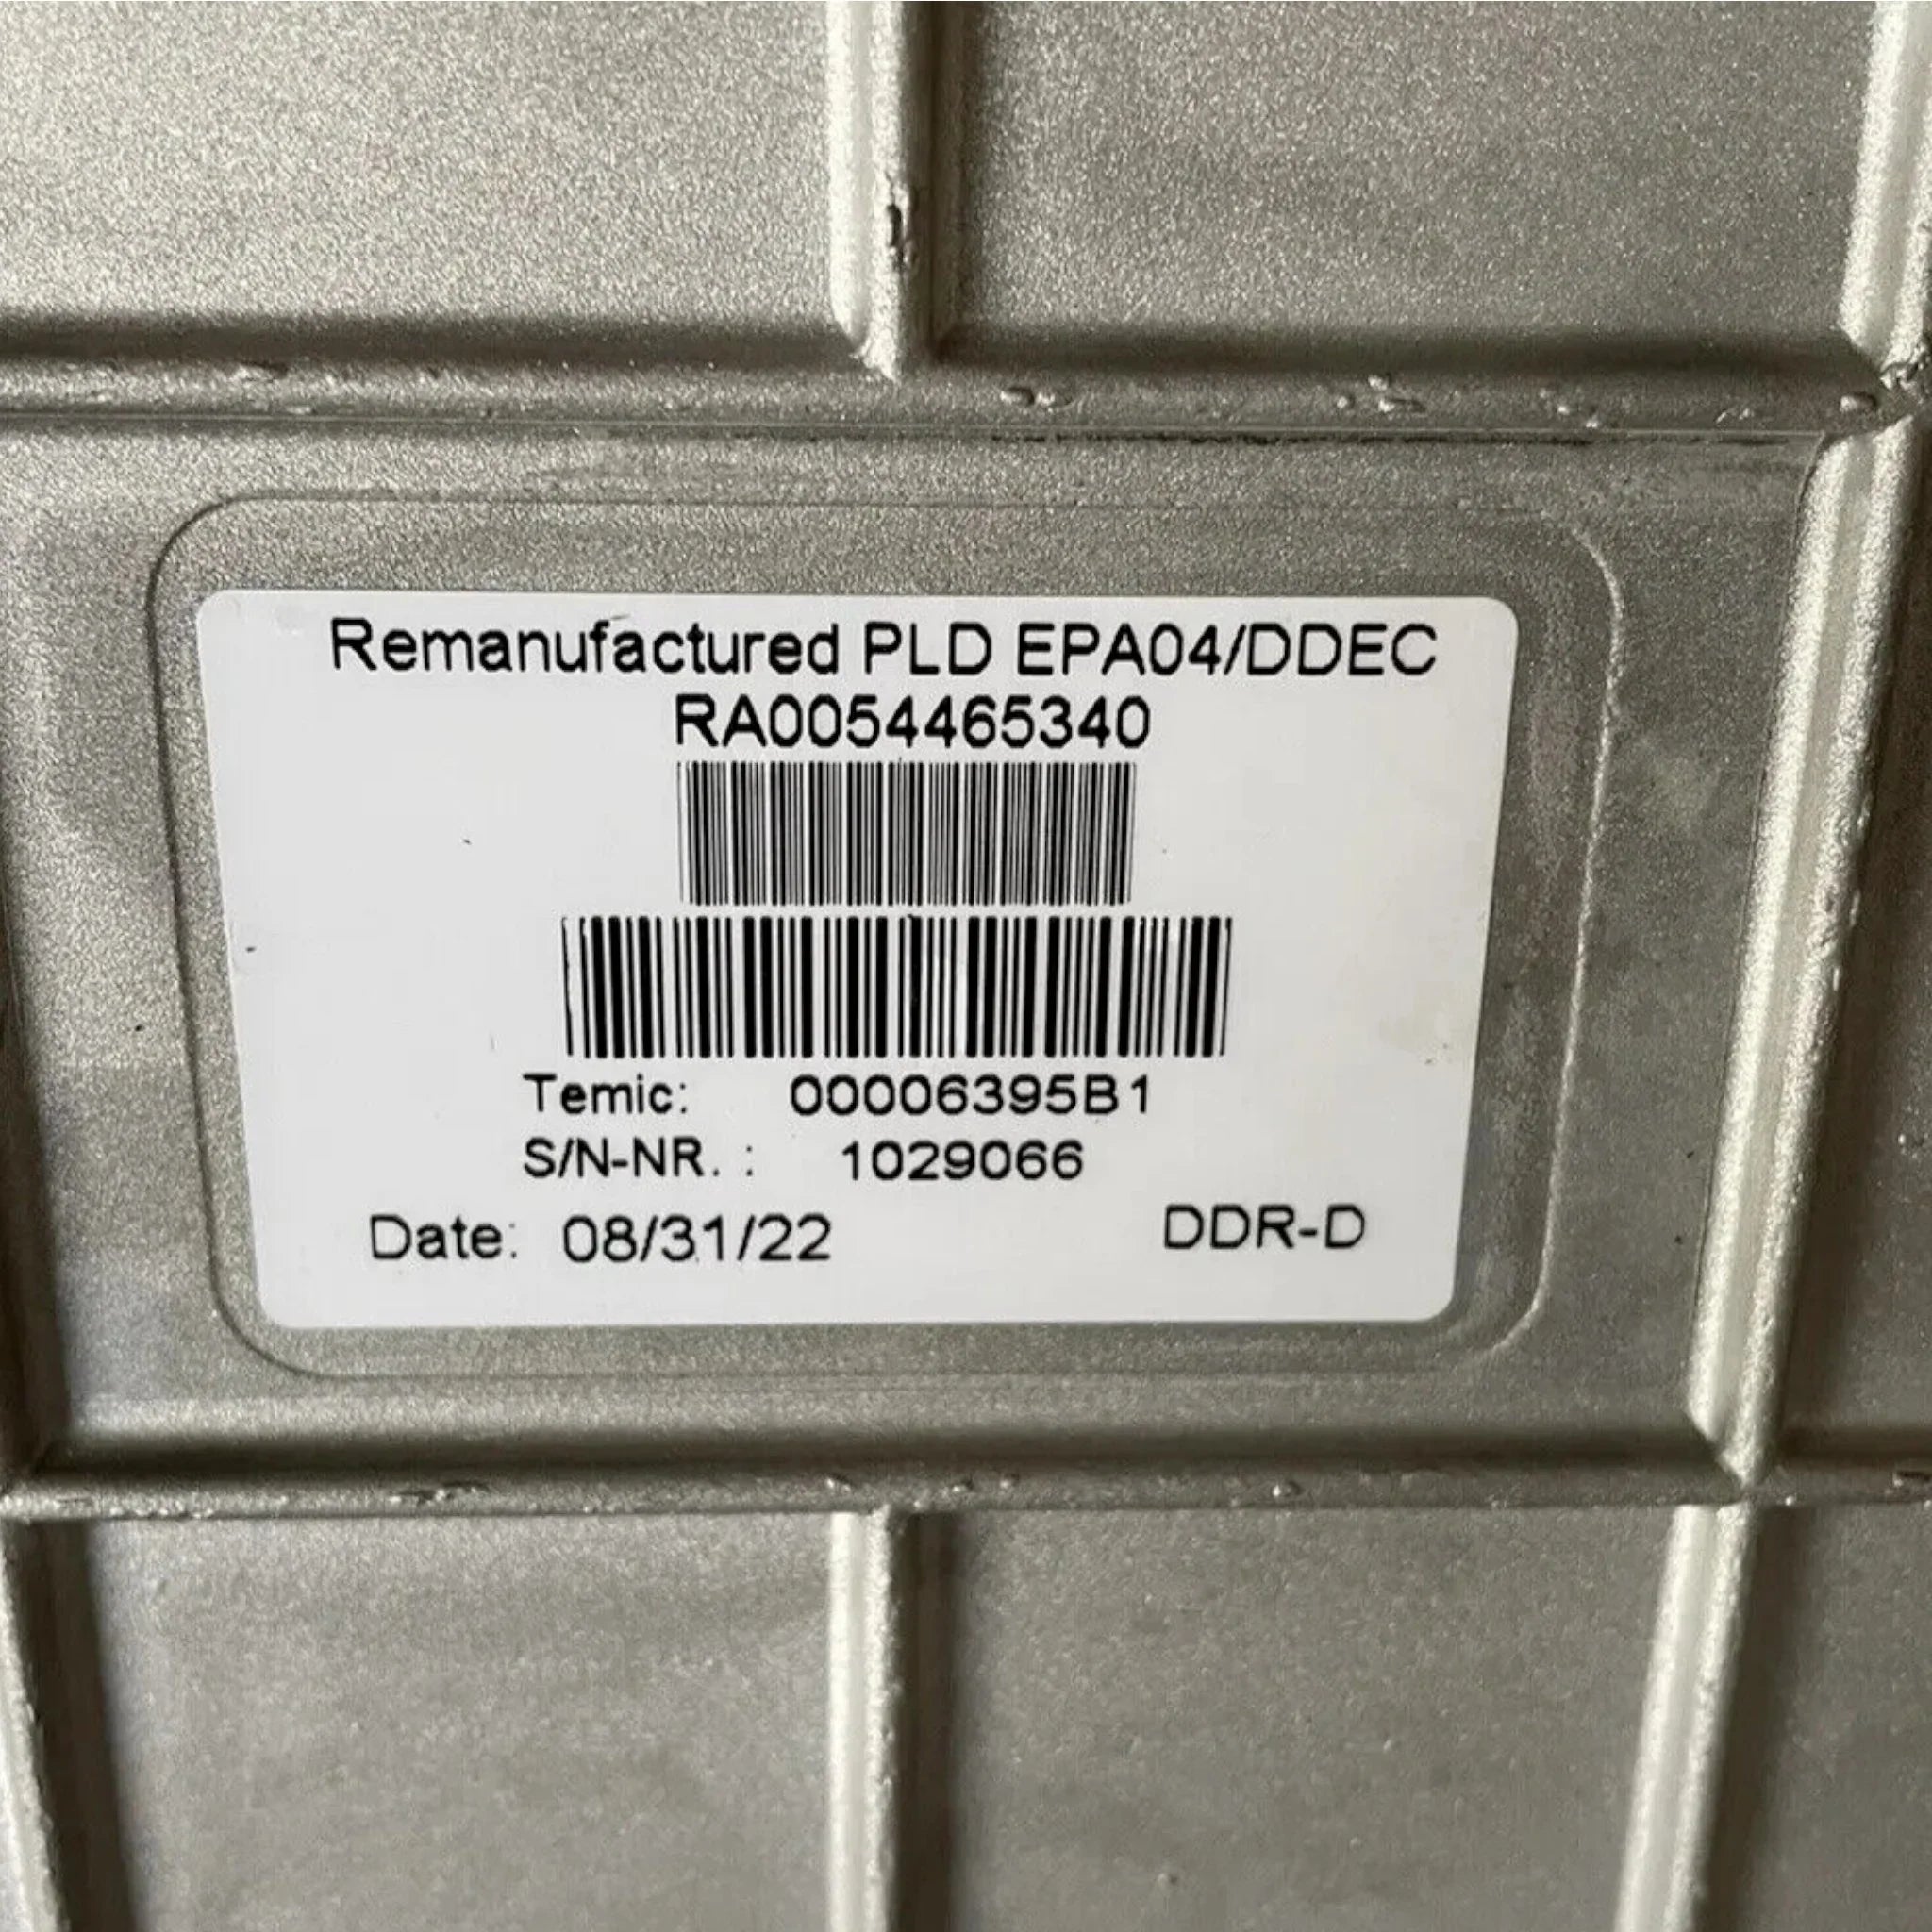 Remanufactured PLD EPA04/DDEC
RA0054465340
Temic: 00006395B1
S/N-NR. : 1029066
Date: 08/31/22 DDR-D